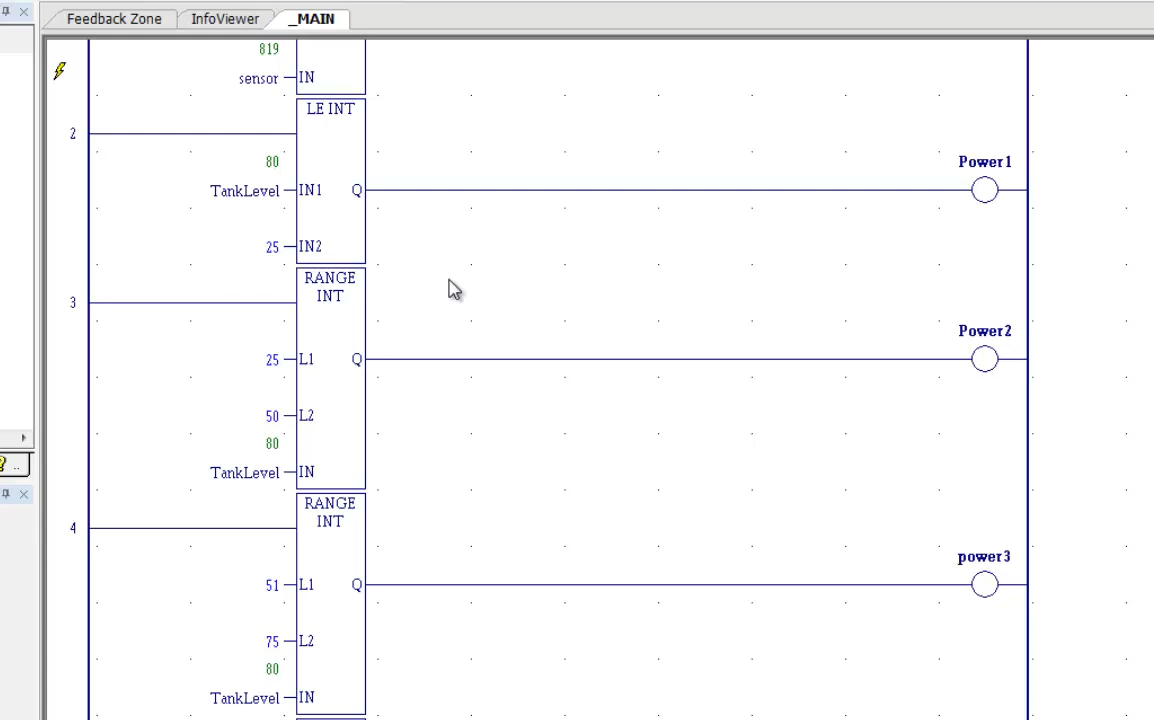 Feedback Zone InfoViewer _MAIN
819
sensor IN
LE INT
2
80
Power1
TankLevel IN1 Q
25 IN2
RANGE
INT
3
Power2
25 L1 Q
50 L2
80
TankLevel IN
RANGE
INT
4
power3
51 L1 Q
75 L2
80
TankLevel IN
? ..